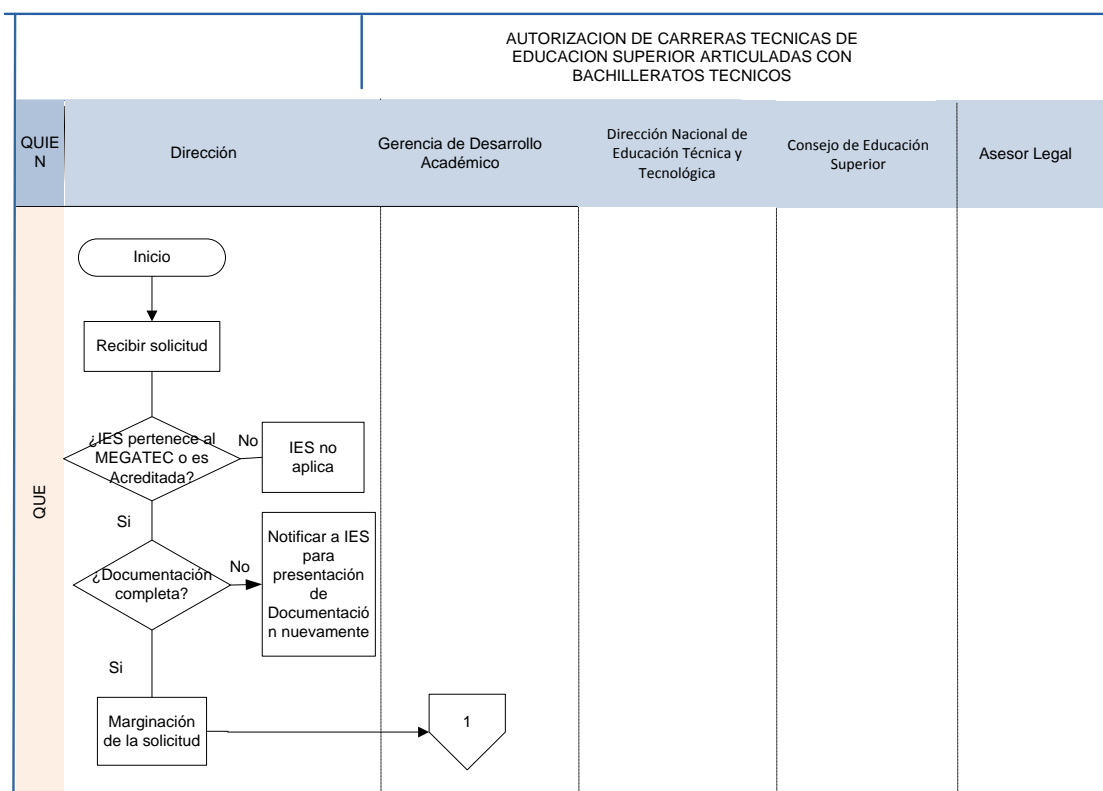 AUTORIZACION DE CARRERAS TECNICAS DE
EDUCACION SUPERIOR ARTICULADAS CON
BACHILLERATOS TECNICOS
QUIE
N
Dirección
Gerencia de Desarrollo
Académico
Dirección Nacional de
Educación Técnica y
Tecnológica
Consejo de Educación
Superior
Asesor Legal
QUE
Inicio
Recibir solicitud
¿IES pertenece al
MEGATEC o es
Acreditada?
No
IES no
aplica
Si
¿Documentación
completa?
No
Notificar a IES
para
presentación
de
Documentació
n nuevamente
Si
Marginación
de la solicitud
1